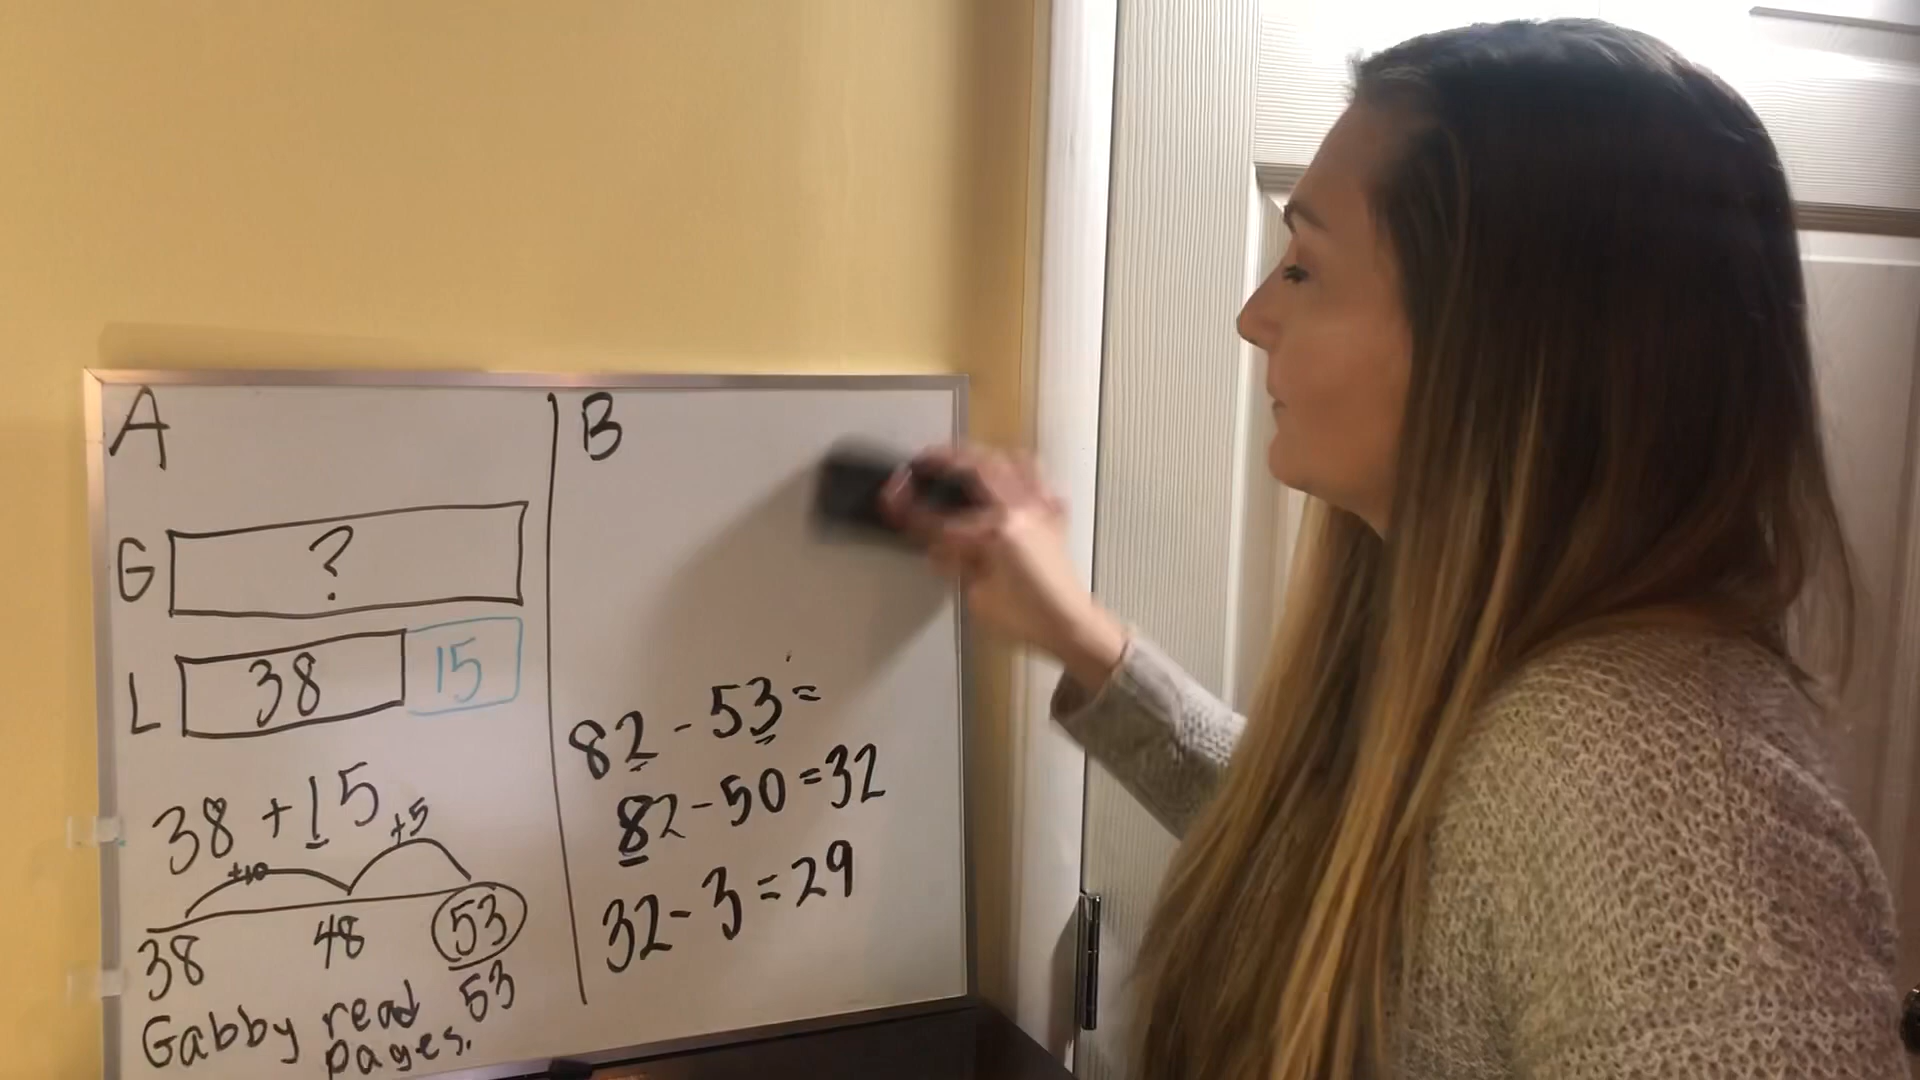 A
G ?
L 38 15
38 + 15
+10 +5
38 48 53
Gabby read 53
pages.
B
82 - 53 =
82 - 50 = 32
32 - 3 = 29